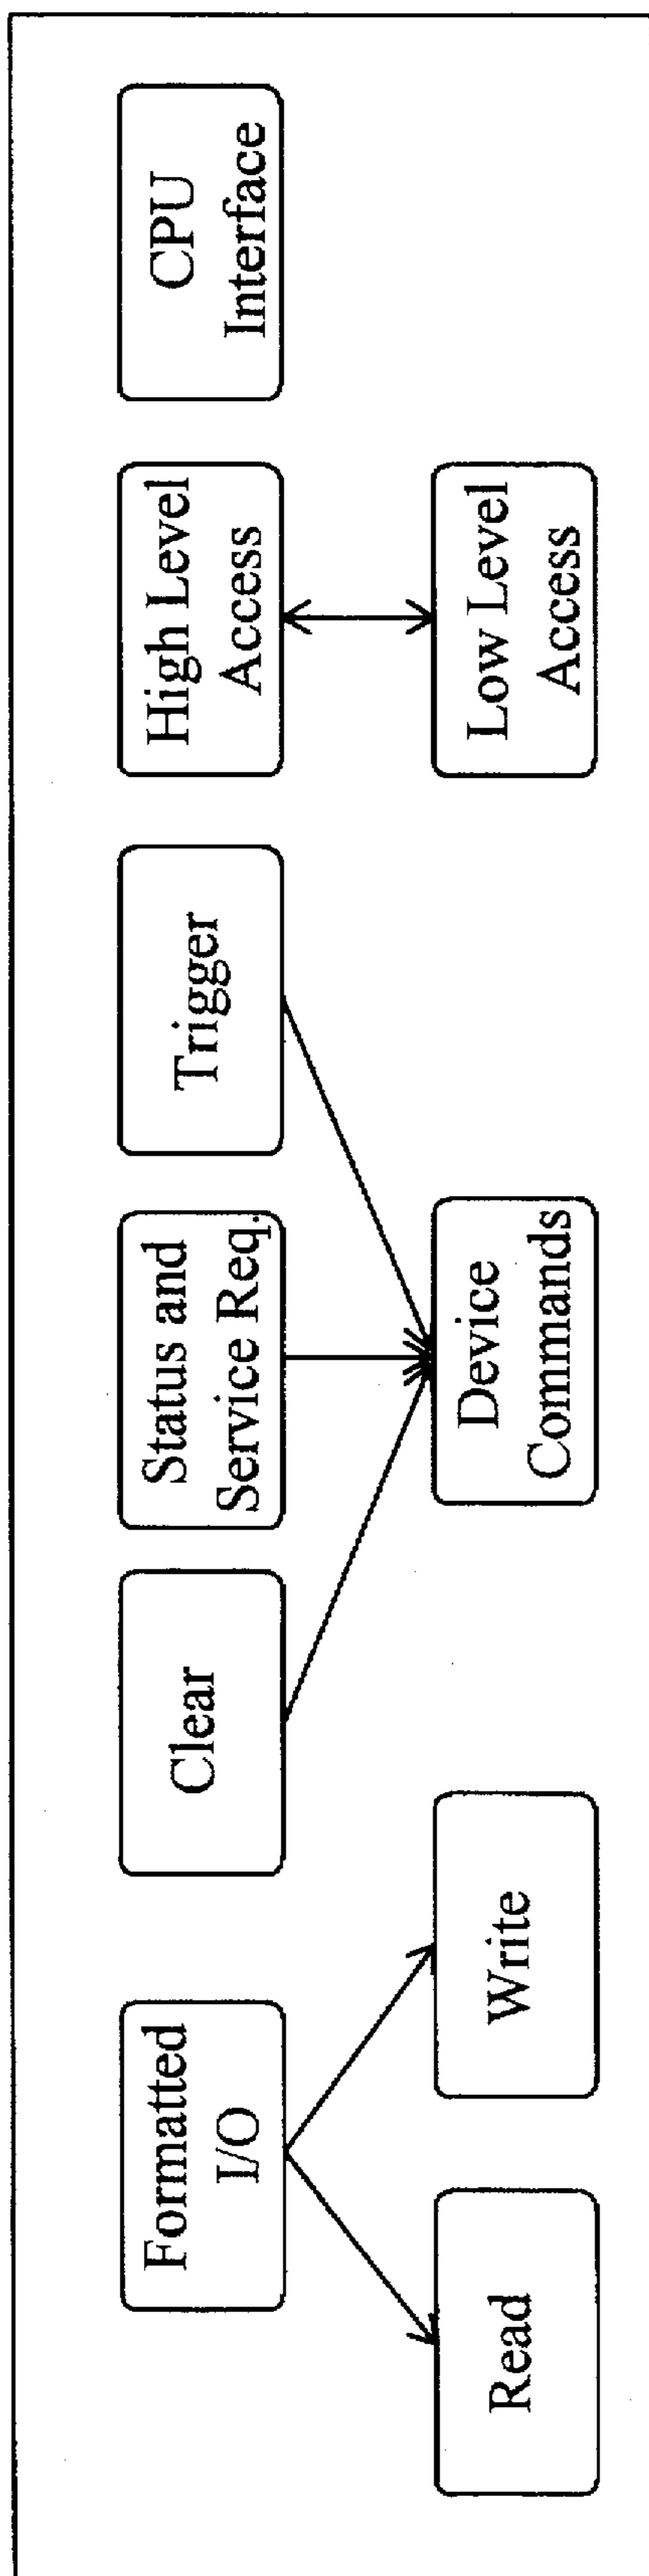 Formatted
I/O
Clear
Status and
Service Req.
Trigger
High Level
Access
CPU
Interface
Read
Write
Device
Commands
Low Level
Access